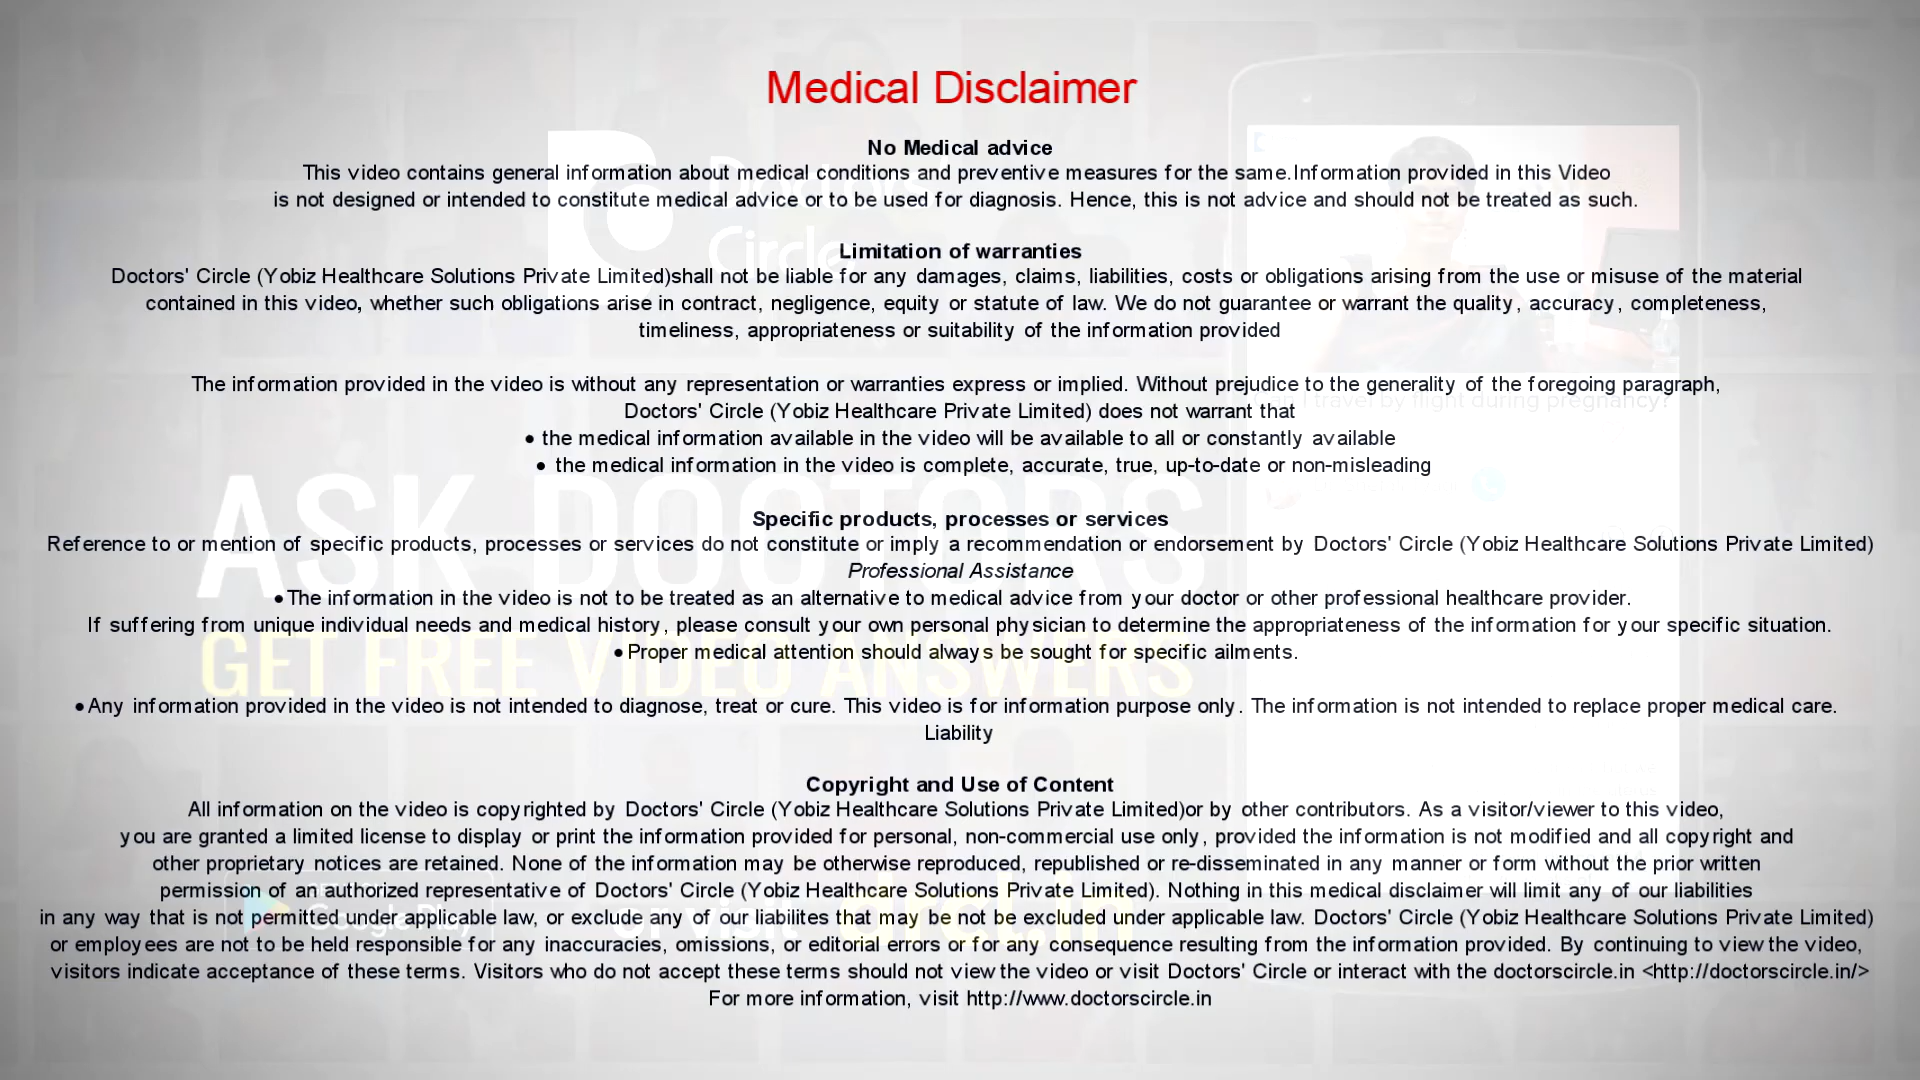 Medical Disclaimer
No Medical advice
This video contains general information about medical conditions and preventive measures for the same.Information provided in this Video
is not designed or intended to constitute medical advice or to be used for diagnosis. Hence, this is not advice and should not be treated as such.
Doctors'
Circle
Limitation of warranties
Doctors' Circle (Yobiz Healthcare Solutions Private Limited)shall not be liable for any damages, claims, liabilities, costs or obligations arising from the use or misuse of the material
contained in this video, whether such obligations arise in contract, negligence, equity or statute of law. We do not guarantee or warrant the quality, accuracy, completeness,
timeliness, appropriateness or suitability of the information provided
The information provided in the video is without any representation or warranties express or implied. Without prejudice to the generality of the foregoing paragraph,
Can I travel by flight during pregnancy?
Doctors' Circle (Yobiz Healthcare Private Limited) does not warrant that
• the medical information available in the video will be available to all or constantly available
• the medical information in the video is complete, accurate, true, up-to-date or non-misleading
ASK DOCTORS
Specific products, processes or services
Reference to or mention of specific products, processes or services do not constitute or imply a recommendation or endorsement by Doctors' Circle (Yobiz Healthcare Solutions Private Limited)
Professional Assistance
•The information in the video is not to be treated as an alternative to medical advice from your doctor or other professional healthcare provider.
If suffering from unique individual needs and medical history, please consult your own personal physician to determine the appropriateness of the information for your specific situation.
•Proper medical attention should always be sought for specific ailments.
GET FREE VIDEO ANSWERS
•Any information provided in the video is not intended to diagnose, treat or cure. This video is for information purpose only. The information is not intended to replace proper medical care.
Liability
Copyright and Use of Content
All information on the video is copyrighted by Doctors' Circle (Yobiz Healthcare Solutions Private Limited)or by other contributors. As a visitor/viewer to this video,
you are granted a limited license to display or print the information provided for personal, non-commercial use only, provided the information is not modified and all copyright and
other proprietary notices are retained. None of the information may be otherwise reproduced, republished or re-disseminated in any manner or form without the prior written
permission of an authorized representative of Doctors' Circle (Yobiz Healthcare Solutions Private Limited). Nothing in this medical disclaimer will limit any of our liabilities
in any way that is not permitted under applicable law, or exclude any of our liabilites that may be not be excluded under applicable law. Doctors' Circle (Yobiz Healthcare Solutions Private Limited)
Google Play
or visit drcl.in
or employees are not to be held responsible for any inaccuracies, omissions, or editorial errors or for any consequence resulting from the information provided. By continuing to view the video,
visitors indicate acceptance of these terms. Visitors who do not accept these terms should not view the video or visit Doctors' Circle or interact with the doctorscircle.in <http://doctorscircle.in/>
For more information, visit http://www.doctorscircle.in